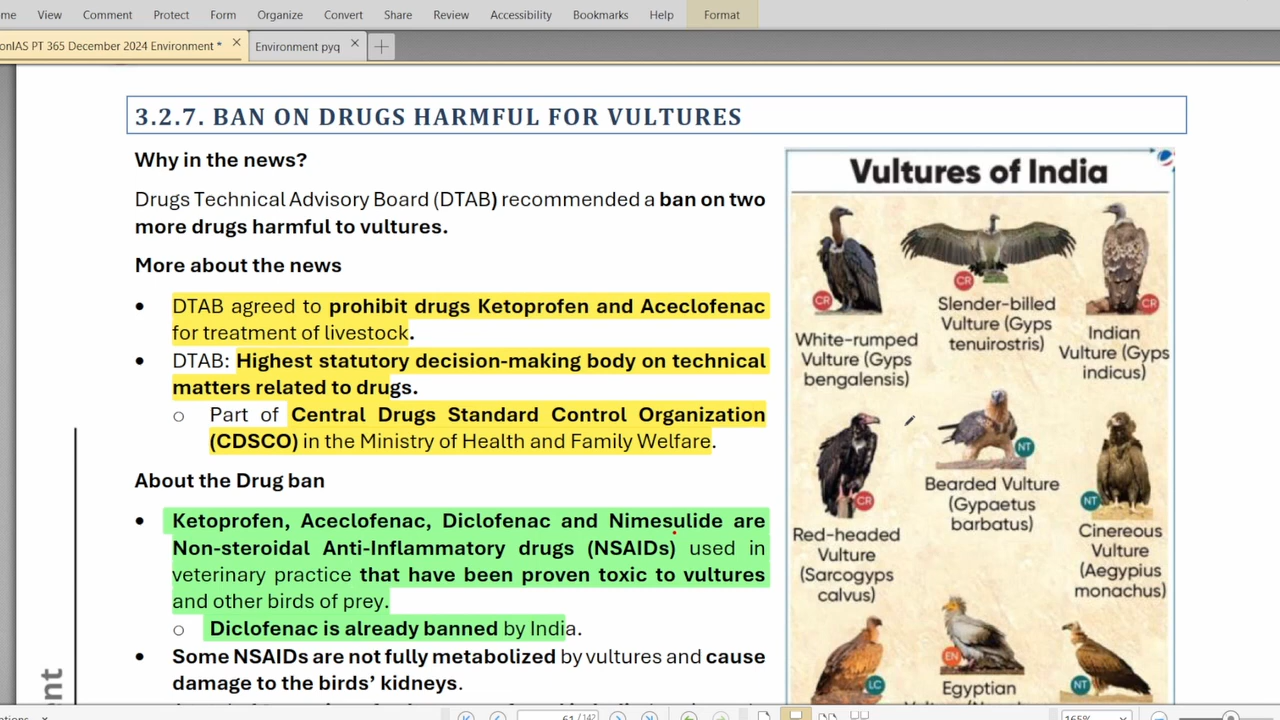 View Comment Protect Form Organize Convert Share Review Accessibility Bookmarks Help Format
onIAS PT 365 December 2024 Environment * × Environment pyq × +
3.2.7. BAN ON DRUGS HARMFUL FOR VULTURES
Why in the news?
Drugs Technical Advisory Board (DTAB) recommended a ban on two
more drugs harmful to vultures.
More about the news
• DTAB agreed to prohibit drugs Ketoprofen and Aceclofenac
for treatment of livestock.
• DTAB: Highest statutory decision-making body on technical
matters related to drugs.
o Part of Central Drugs Standard Control Organization
(CDSCO) in the Ministry of Health and Family Welfare.
About the Drug ban
• Ketoprofen, Aceclofenac, Diclofenac and Nimesulide are
Non-steroidal Anti-Inflammatory drugs (NSAIDs) used in
veterinary practice that have been proven toxic to vultures
and other birds of prey.
o Diclofenac is already banned by India.
• Some NSAIDs are not fully metabolized by vultures and cause
damage to the birds' kidneys.
Vultures of India
CR
White-rumped
Vulture (Gyps
bengalensis)
CR
Slender-billed
Vulture (Gyps
tenuirostris)
CR
Indian
Vulture (Gyps
indicus)
CR
Red-headed
Vulture
(Sarcogyps
calvus)
NT
Bearded Vulture
(Gypaetus
barbatus)
NT
Cinereous
Vulture
(Aegypius
monachus)
LC
EN
Egyptian
NT
61 / 142
165%